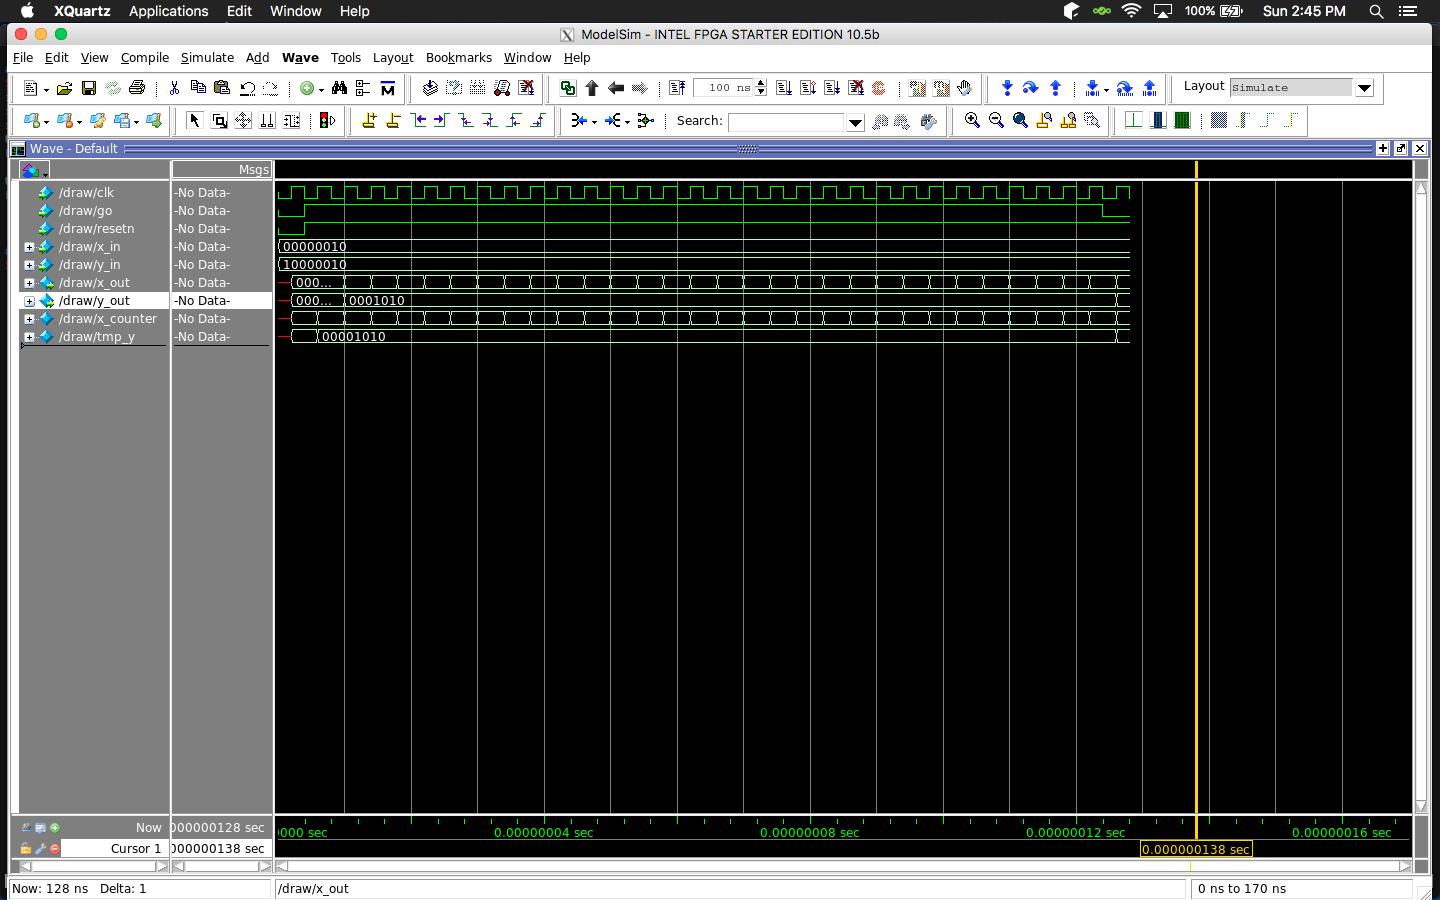 XQuartz Applications Edit Window Help 100% Sun 2:45 PM
ModelSim - INTEL FPGA STARTER EDITION 10.5b
File Edit View Compile Simulate Add Wave Tools Layout Bookmarks Window Help
100 ns Layout Simulate
Search:
Wave - Default
Msgs
/draw/clk -No Data-
/draw/go -No Data-
/draw/resetn -No Data-
/draw/x_in -No Data- 00000010
/draw/y_in -No Data- 10000010
/draw/x_out -No Data- 000...
/draw/y_out -No Data- 000... 0001010
/draw/x_counter -No Data-
/draw/tmp_y -No Data- 00001010
Now 000000128 sec 000 sec 0.00000004 sec 0.00000008 sec 0.00000012 sec 0.00000016 sec
Cursor 1 000000138 sec 0.000000138 sec
Now: 128 ns Delta: 1 /draw/x_out 0 ns to 170 ns